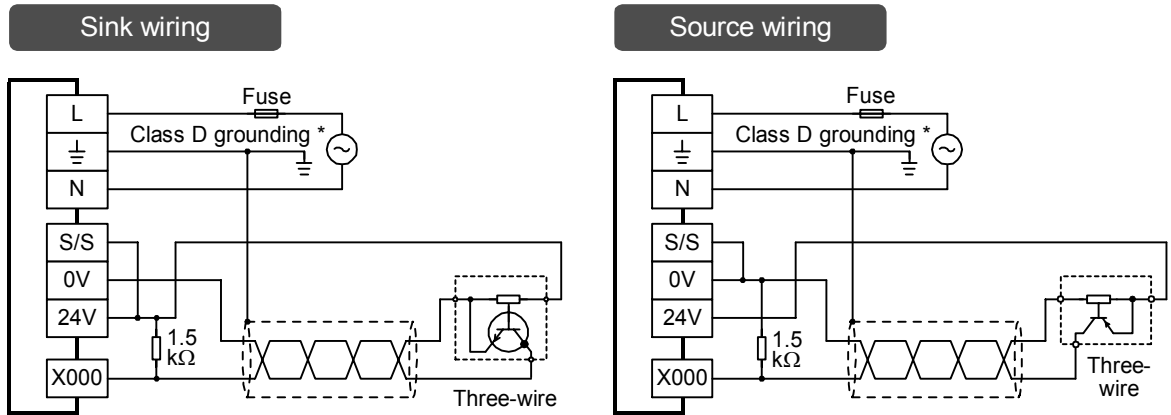 Sink wiring
Source wiring
L
Fuse
Class D grounding *
N
S/S
0V
24V
1.5
kΩ
X000
Three-wire
L
Fuse
Class D grounding *
N
S/S
0V
24V
1.5
kΩ
X000
Three-
wire